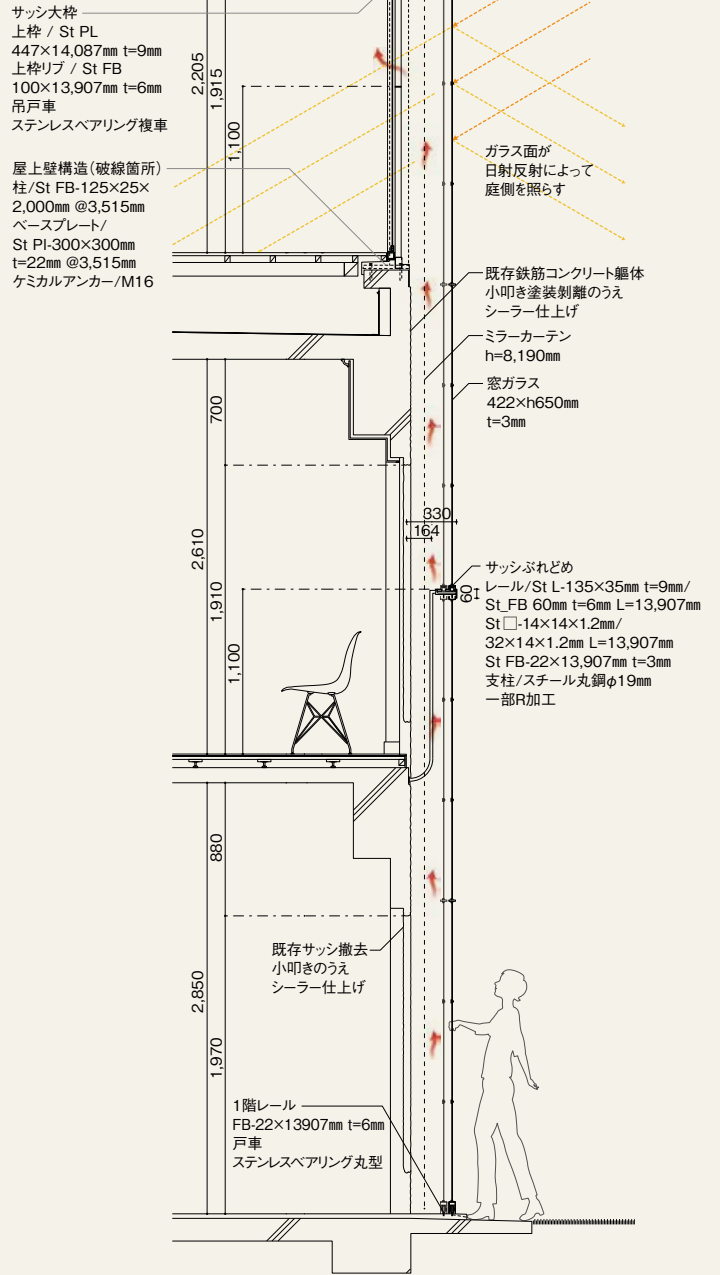 サッシ大枠
上枠 / St PL
447×14,087㎜ t=9㎜
上枠リブ / St FB
100×13,907㎜ t=6㎜
吊戸車
ステンレスベアリング複車
屋上壁構造(破線箇所)
柱/St FB-125×25×
2,000㎜ @3,515㎜
ベースプレート/
St Pl-300×300㎜
t=22㎜ @3,515㎜
ケミカルアンカー/M16
2,205
1,915
1,100
ガラス面が
日射反射によって
庭側を照らす
既存鉄筋コンクリート軀体
小叩き塗装剝離のうえ
シーラー仕上げ
ミラーカーテン
h=8,190㎜
窓ガラス
422×h650㎜
t=3㎜
700
2,610
1,910
1,100
330
164
60
サッシぶれどめ
レール/St L-135×35㎜ t=9㎜/
St_FB 60㎜ t=6㎜ L=13,907㎜
St□-14×14×1.2㎜/
32×14×1.2㎜ L=13,907㎜
St FB-22×13,907㎜ t=3㎜
支柱/スチール丸鋼φ19㎜
一部R加工
880
2,850
1,970
既存サッシ撤去
小叩きのうえ
シーラー仕上げ
1階レール
FB-22×13907㎜ t=6㎜
戸車
ステンレスベアリング丸型